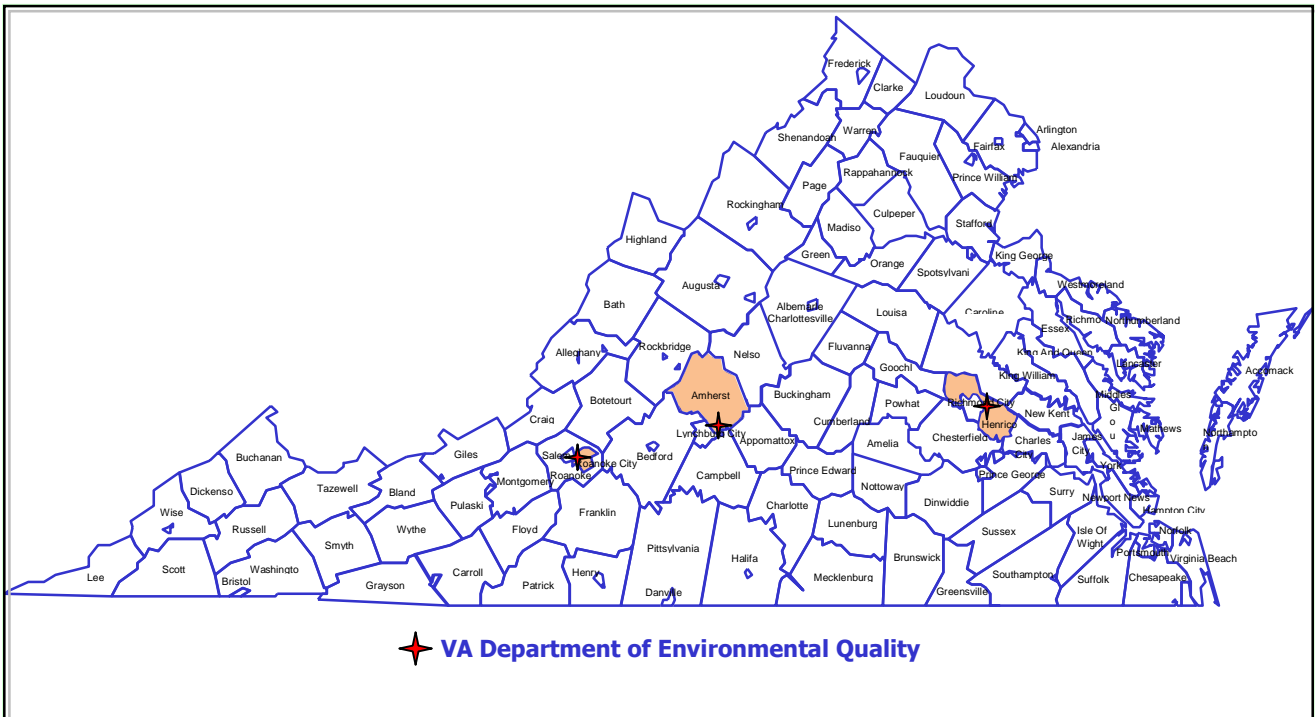 Frederick
Clarke
Loudoun
Shenandoah
Warren
Arlington
Fairfax
Alexandria
Fauquier
Rappahannock
Prince William
Page
Rockingham
Culpeper
Madiso
Stafford
Highland
Green
Orange
King George
Spotsylvani
Augusta
Westmoreland
Bath
Albemarle
Charlottesville
Louisa
Caroline
Richmo
Northumberland
Essex
Alleghany
Rockbridge
Nelso
Fluvanna
King And Queen
Goochl
Lancaster
Accomack
King William
Amherst
Buckingham
Botetourt
Powhat
Richmond City
Middles
Craig
New Kent
Gl
o
u
Cumberland
Henrico
Mathews
Northampto
Lynchburg City
Appomattox
Amelia
Chesterfield
Charles
City
James
City
Buchanan
Giles
Salem
Roanoke City
Roanoke
Bedford
Campbell
Prince Edward
Prince George
York
Tazewell
Bland
Montgomery
Dickenso
Nottoway
Surry
Newport News
Wise
Pulaski
Franklin
Charlotte
Dinwiddie
Hampton City
Russell
Wythe
Floyd
Lunenburg
Sussex
Isle Of
Wight
Norfolk
Smyth
Pittsylvania
Halifa
Brunswick
Portsmouth
Virginia Beach
Lee
Scott
Washingto
Bristol
Grayson
Carroll
Patrick
Henry
Danville
Mecklenburg
Greensville
Southampton
Suffolk
Chesapeake
VA Department of Environmental Quality